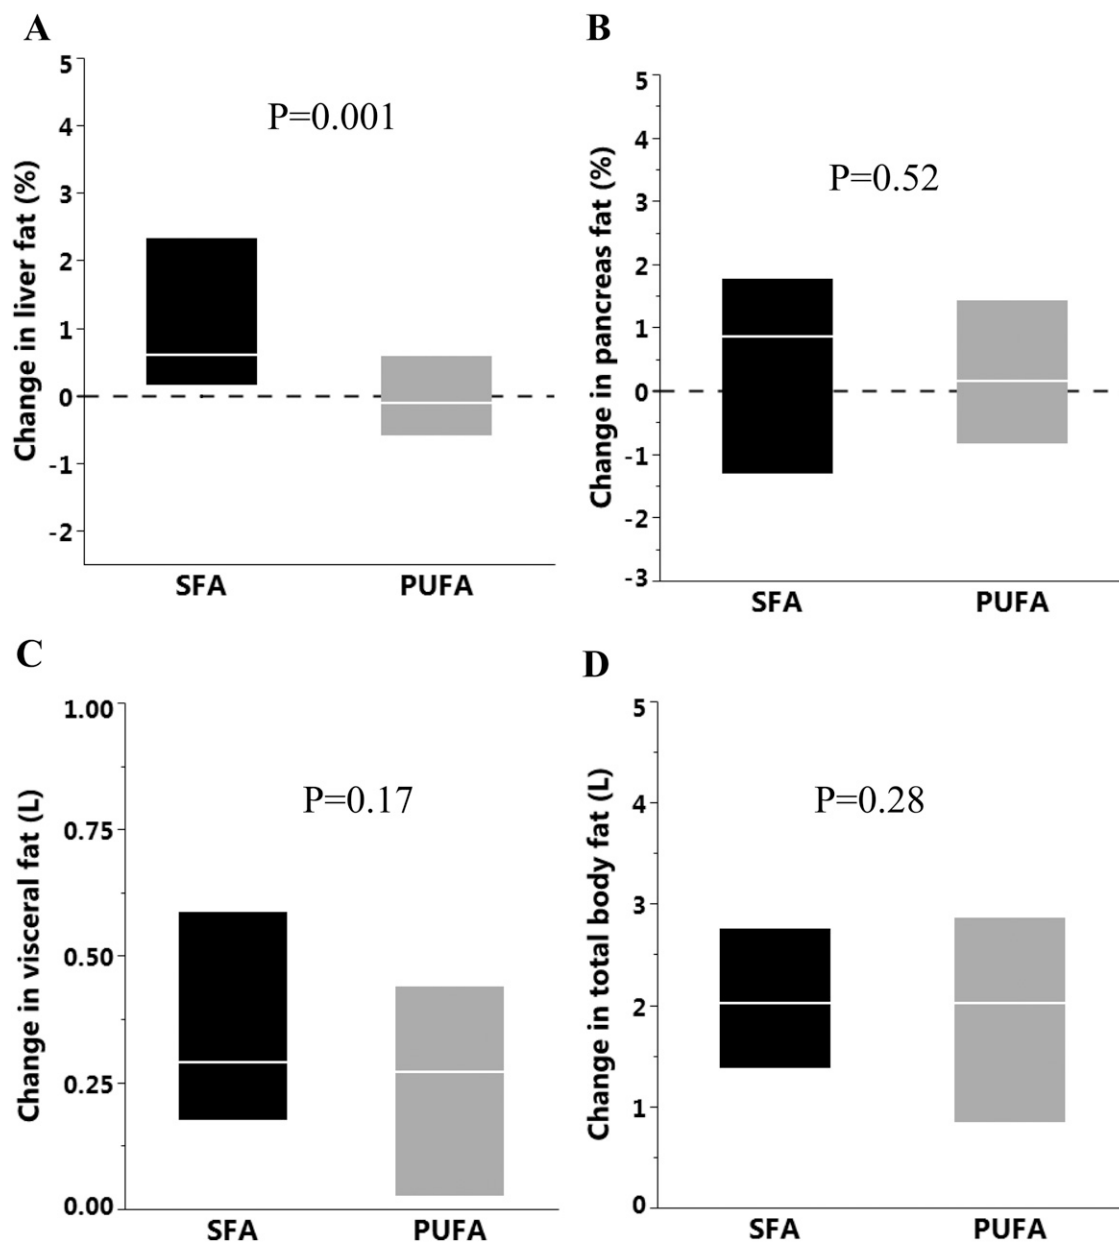 A
Change in liver fat (%)
5
4
3
2
1
0
-1
-2
P=0.001
SFA PUFA
B
Change in pancreas fat (%)
5
4
3
2
1
0
-1
-2
-3
P=0.52
SFA PUFA
C
Change in visceral fat (L)
1.00
0.75
0.50
0.25
0.00
P=0.17
SFA PUFA
D
Change in total body fat (L)
5
4
3
2
1
0
P=0.28
SFA PUFA